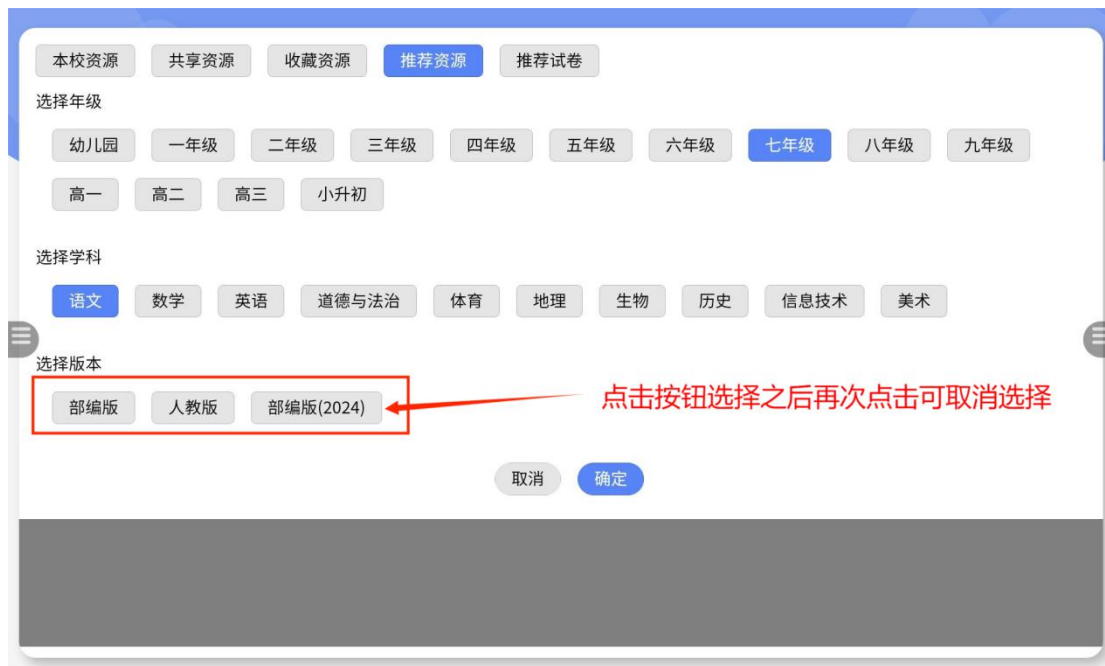 本校资源 共享资源 收藏资源 推荐资源 推荐试卷
选择年级
幼儿园 一年级 二年级 三年级 四年级 五年级 六年级 七年级 八年级 九年级
高一 高二 高三 小升初
选择学科
语文 数学 英语 道德与法治 体育 地理 生物 历史 信息技术 美术
选择版本
部编版 人教版 部编版(2024) 点击按钮选择之后再次点击可取消选择
取消 确定